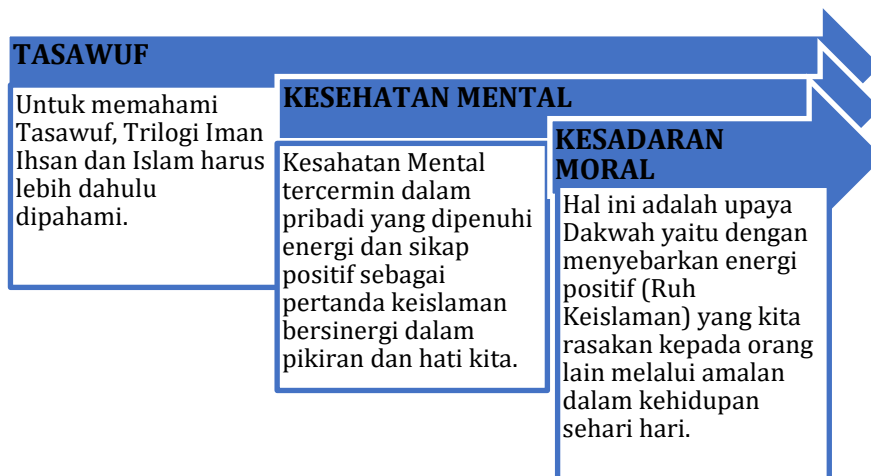 TASAWUF
Untuk memahami
Tasawuf, Trilogi Iman
Ihsan dan Islam harus
lebih dahulu
dipahami.
KESEHATAN MENTAL
Kesahatan Mental
tercermin dalam
pribadi yang dipenuhi
energi dan sikap
positif sebagai
pertanda keislaman
bersinergi dalam
pikiran dan hati kita.
KESADARAN
MORAL
Hal ini adalah upaya
Dakwah yaitu dengan
menyebarkan energi
positif (Ruh
Keislaman) yang kita
rasakan kepada orang
lain melalui amalan
dalam kehidupan
sehari hari.